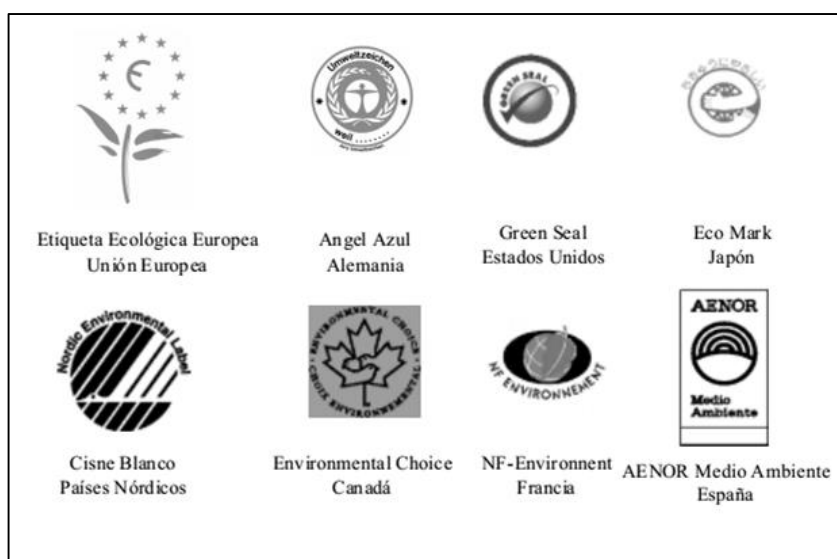 Umweltzeichen
weil ........
GREEN SEAL
Etiqueta Ecológica Europea
Unión Europea
Angel Azul
Alemania
Green Seal
Estados Unidos
Eco Mark
Japón
Nordic Environmental Label
ENVIRONMENTAL CHOICE
CHOIX ENVIRONNEMENTAL
NF ENVIRONNEMENT
AENOR
Medio
Ambiente
Cisne Blanco
Países Nórdicos
Environmental Choice
Canadá
NF-Environnent
Francia
AENOR Medio Ambiente
España